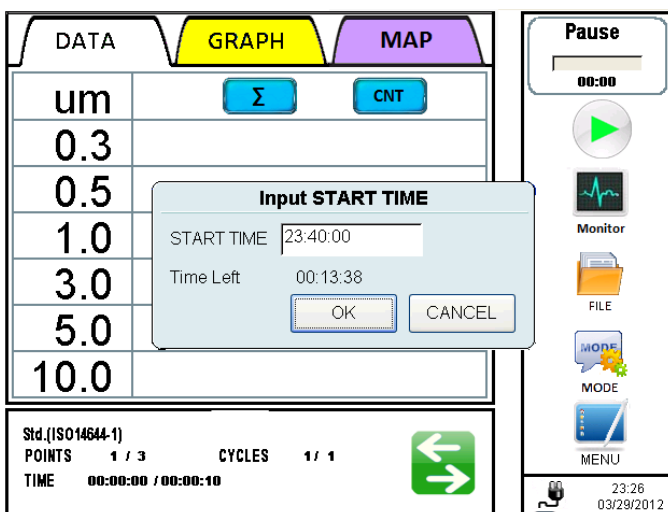 DATA
GRAPH
MAP
um
Σ
CNT
0.3
0.5
1.0
3.0
5.0
10.0
Input START TIME
START TIME 23:40:00
Time Left 00:13:38
OK CANCEL
Std.(ISO14644-1)
POINTS 1 / 3 CYCLES 1/ 1
TIME 00:00:00 / 00:00:10
Pause
00:00
Monitor
FILE
MODE
MODE
MENU
23:26
03/29/2012